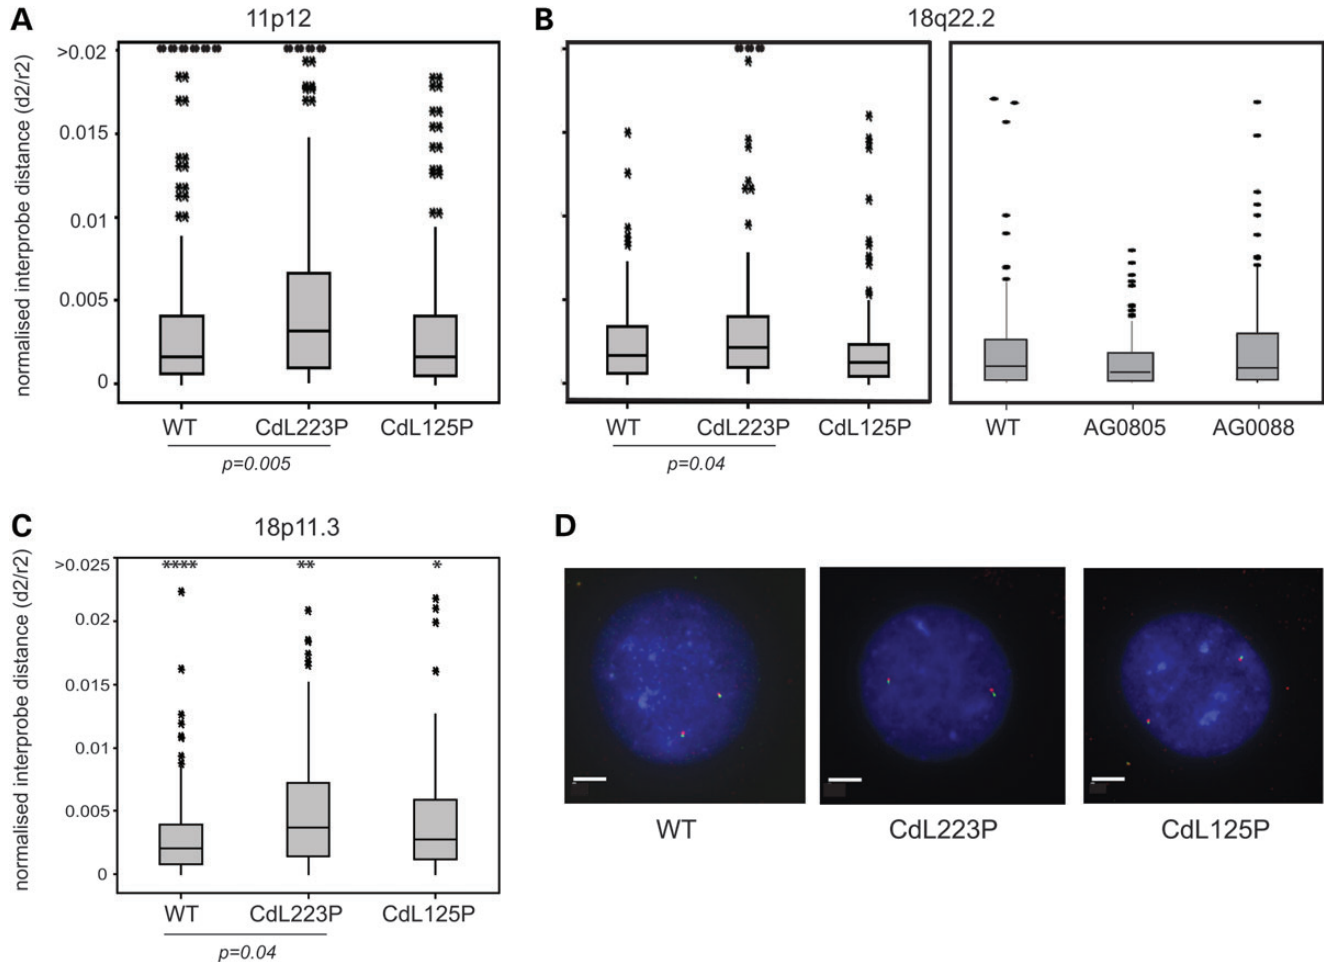 A
11p12
B
18q22.2
normalised interprobe distance (d2/r2)
>0.02
0.015
0.01
0.005
0
WT CdL223P CdL125P
p=0.005
WT CdL223P CdL125P
p=0.04
WT AG0805 AG0088
C
18p11.3
D
normalised interprobe distance (d2/r2)
>0.025
0.02
0.015
0.01
0.005
0
WT CdL223P CdL125P
p=0.04
WT CdL223P CdL125P